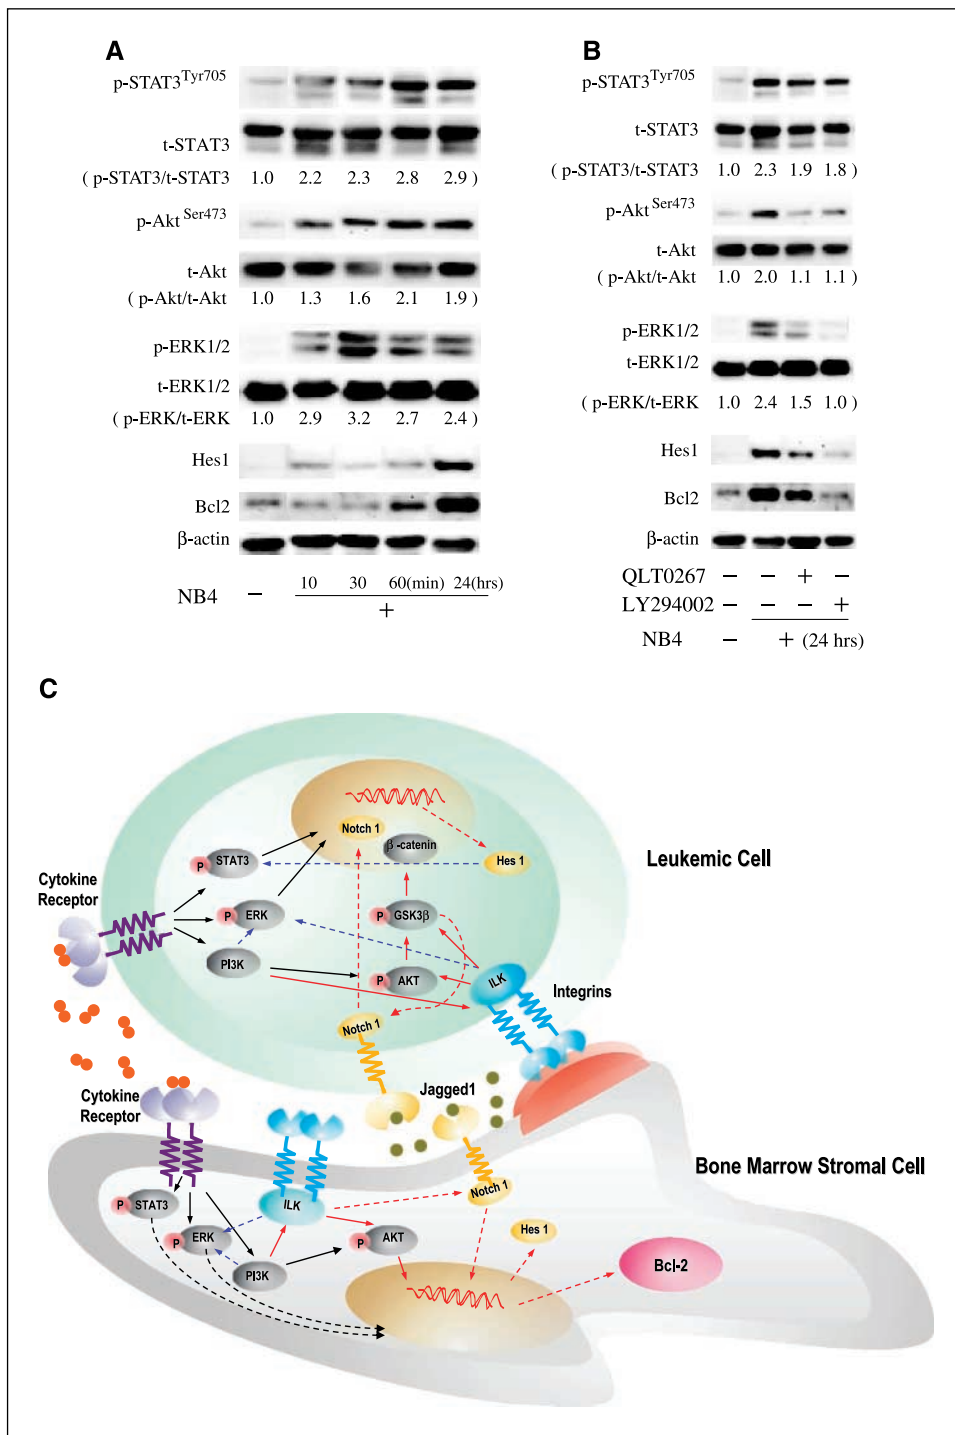 A
p-STAT3Tyr705
t-STAT3
( p-STAT3/t-STAT3 1.0 2.2 2.3 2.8 2.9 )
p-Akt Ser473
t-Akt
( p-Akt/t-Akt 1.0 1.3 1.6 2.1 1.9 )
p-ERK1/2
t-ERK1/2
( p-ERK/t-ERK 1.0 2.9 3.2 2.7 2.4 )
Hes1
Bcl2
β-actin
NB4 – 10 30 60(min) 24(hrs)
+
B
p-STAT3Tyr705
t-STAT3
( p-STAT3/t-STAT3 1.0 2.3 1.9 1.8 )
p-Akt Ser473
t-Akt
( p-Akt/t-Akt 1.0 2.0 1.1 1.1 )
p-ERK1/2
t-ERK1/2
( p-ERK/t-ERK 1.0 2.4 1.5 1.0 )
Hes1
Bcl2
β-actin
QLT0267 – – + –
LY294002 – – – +
NB4 – + (24 hrs)
C
Notch 1
β -catenin
P STAT3
Hes 1
Leukemic Cell
Cytokine
Receptor
P ERK
P GSK3β
PI3K
P AKT
ILK
Integrins
Notch 1
Jagged1
Cytokine
Receptor
Bone Marrow Stromal Cell
Notch 1
P STAT3
ILK
Hes 1
P ERK
P AKT
Bcl-2
PI3K